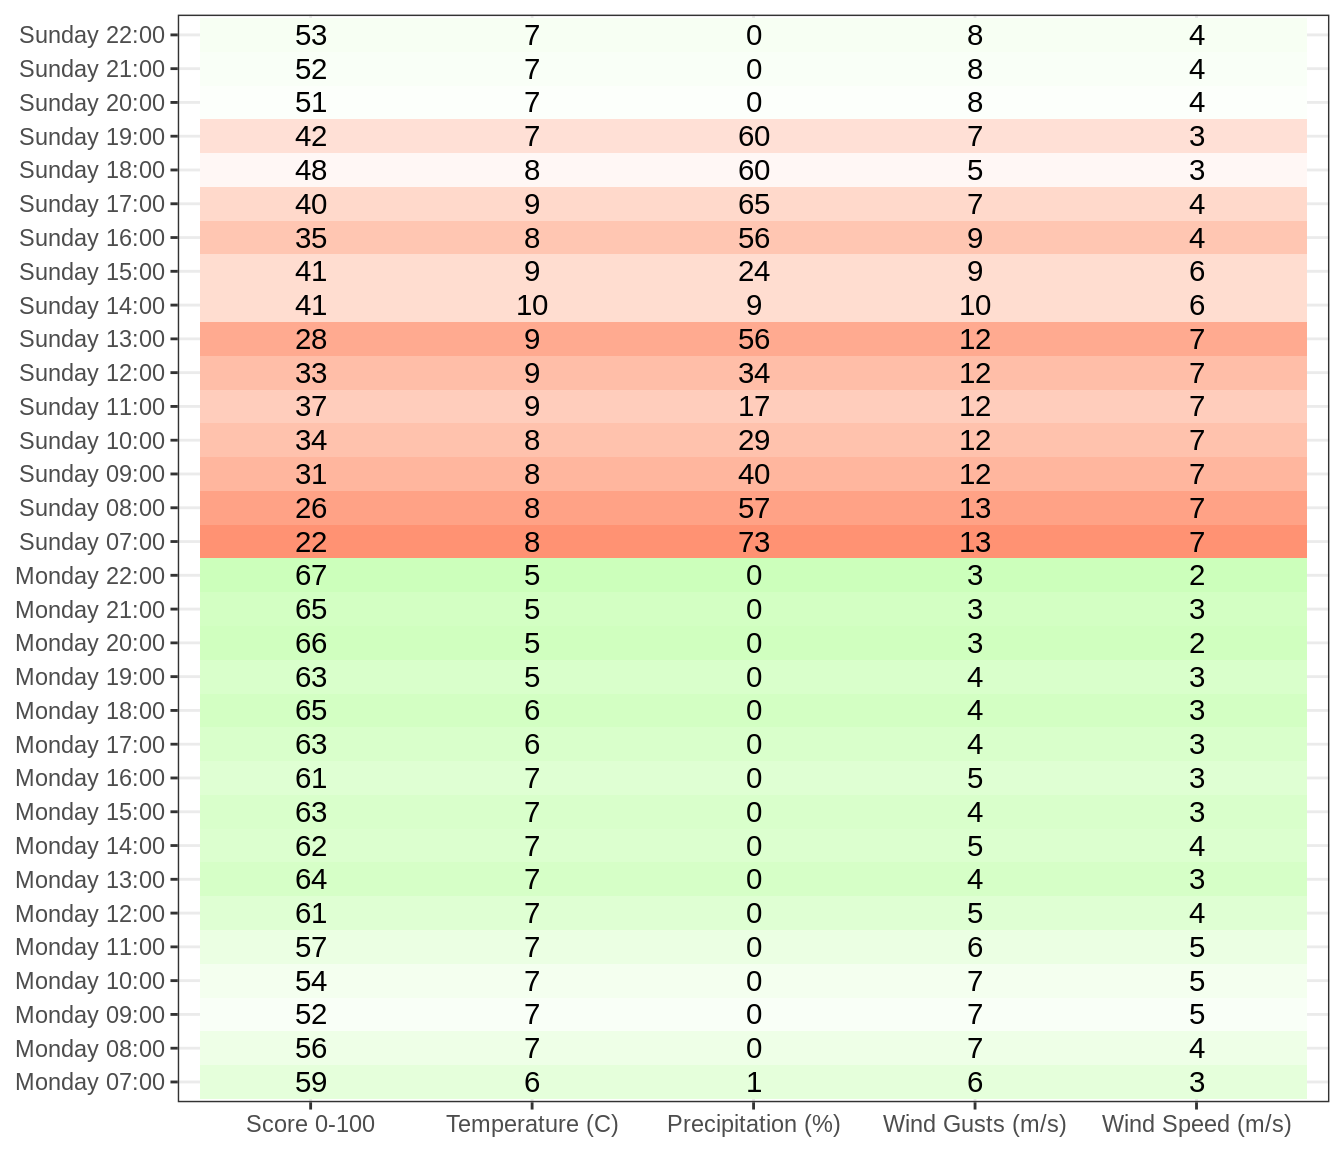 Sunday 22:00 53 7 0 8 4
Sunday 21:00 52 7 0 8 4
Sunday 20:00 51 7 0 8 4
Sunday 19:00 42 7 60 7 3
Sunday 18:00 48 8 60 5 3
Sunday 17:00 40 9 65 7 4
Sunday 16:00 35 8 56 9 4
Sunday 15:00 41 9 24 9 6
Sunday 14:00 41 10 9 10 6
Sunday 13:00 28 9 56 12 7
Sunday 12:00 33 9 34 12 7
Sunday 11:00 37 9 17 12 7
Sunday 10:00 34 8 29 12 7
Sunday 09:00 31 8 40 12 7
Sunday 08:00 26 8 57 13 7
Sunday 07:00 22 8 73 13 7
Monday 22:00 67 5 0 3 2
Monday 21:00 65 5 0 3 3
Monday 20:00 66 5 0 3 2
Monday 19:00 63 5 0 4 3
Monday 18:00 65 6 0 4 3
Monday 17:00 63 6 0 4 3
Monday 16:00 61 7 0 5 3
Monday 15:00 63 7 0 4 3
Monday 14:00 62 7 0 5 4
Monday 13:00 64 7 0 4 3
Monday 12:00 61 7 0 5 4
Monday 11:00 57 7 0 6 5
Monday 10:00 54 7 0 7 5
Monday 09:00 52 7 0 7 5
Monday 08:00 56 7 0 7 4
Monday 07:00 59 6 1 6 3
Score 0-100 Temperature (C) Precipitation (%) Wind Gusts (m/s) Wind Speed (m/s)